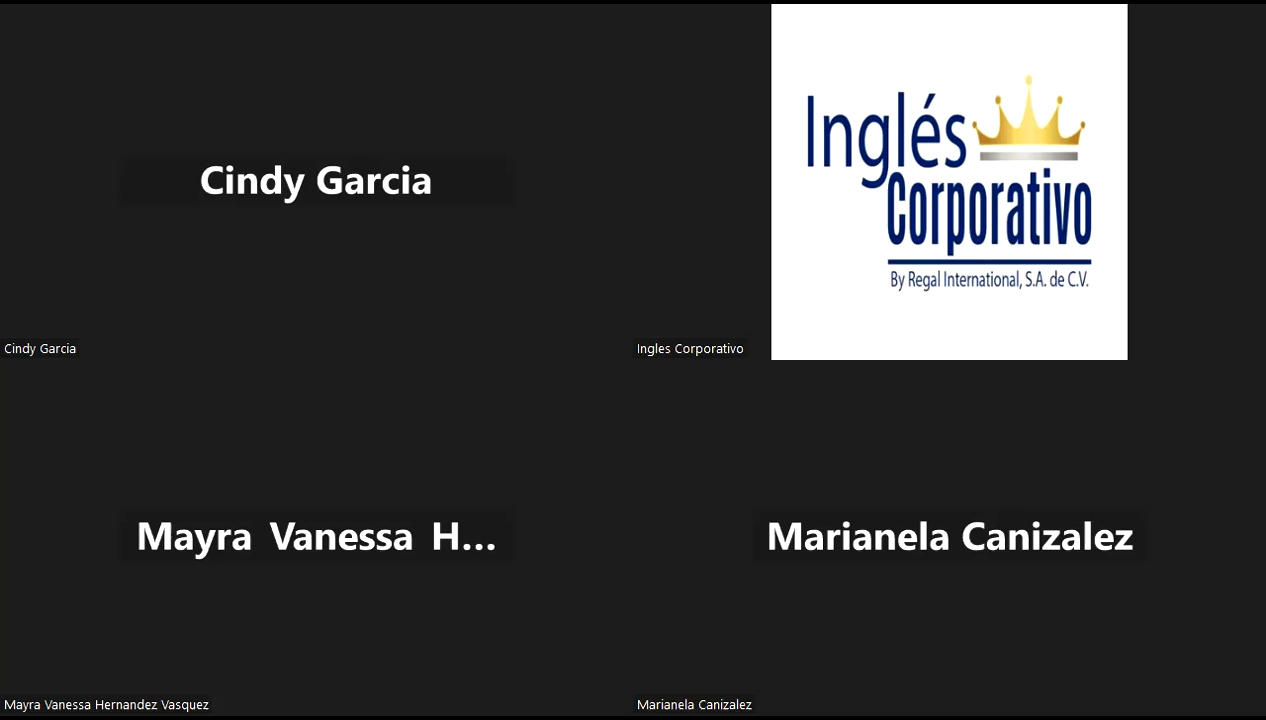 Cindy Garcia
Inglés
Corporativo
By Regal International, S.A. de C.V.
Cindy Garcia
Ingles Corporativo
Mayra Vanessa H...
Marianela Canizalez
Mayra Vanessa Hernandez Vasquez
Marianela Canizalez